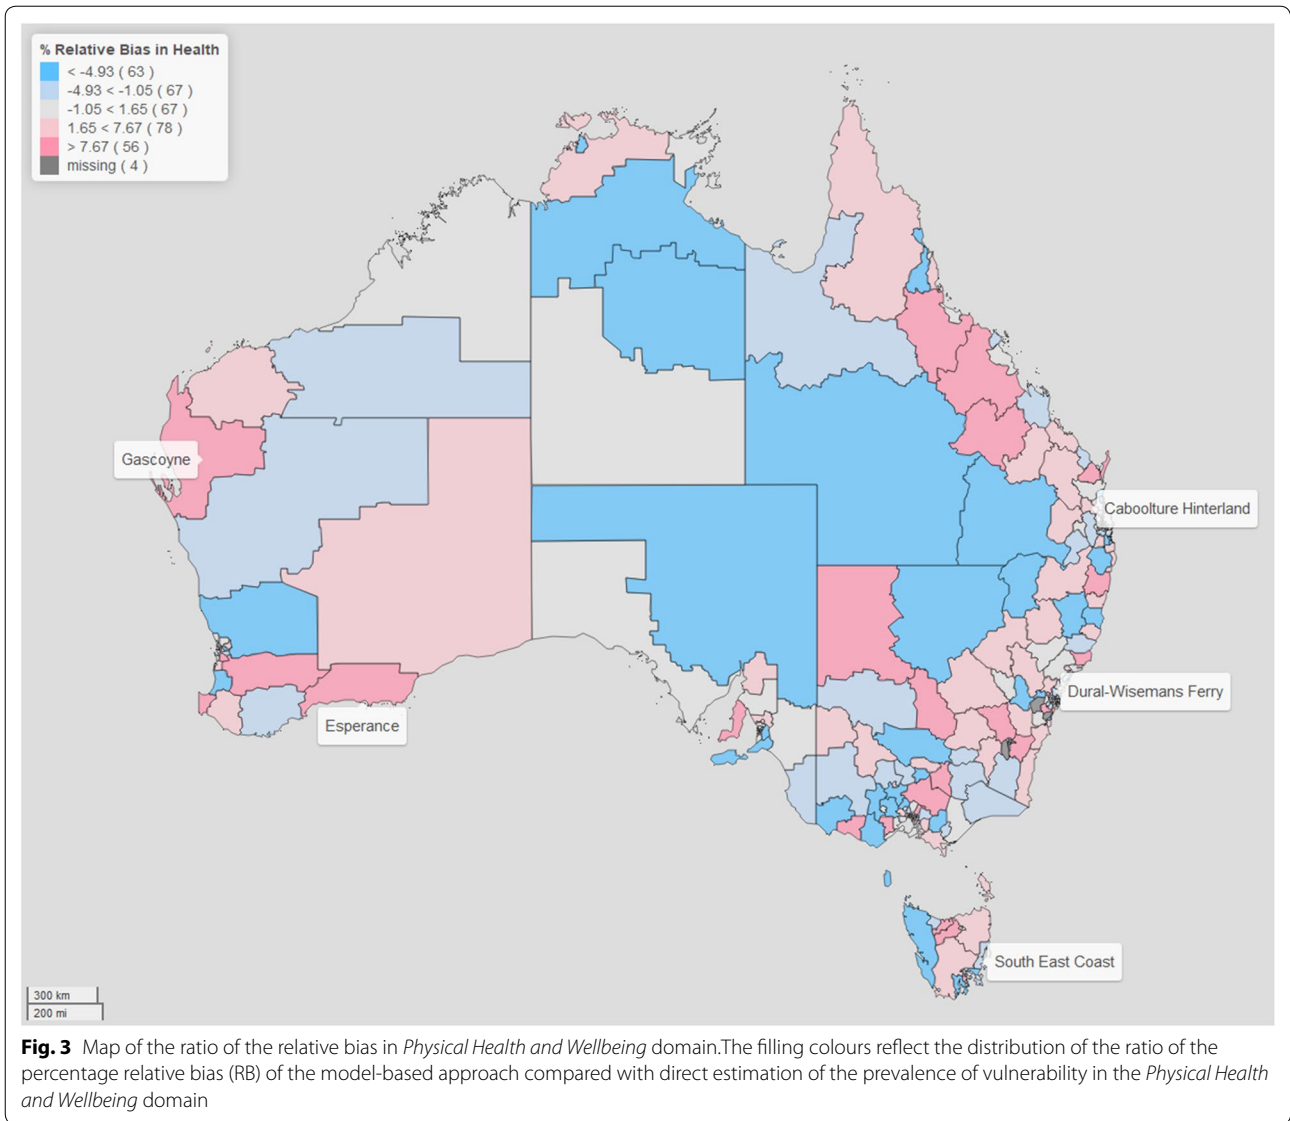 % Relative Bias in Health
< -4.93 ( 63 )
-4.93 < -1.05 ( 67 )
-1.05 < 1.65 ( 67 )
1.65 < 7.67 ( 78 )
> 7.67 ( 56 )
missing ( 4 )
Gascoyne
Caboolture Hinterland
Dural-Wisemans Ferry
Esperance
South East Coast
300 km
200 mi
Fig. 3 Map of the ratio of the relative bias in Physical Health and Wellbeing domain.The filling colours reflect the distribution of the ratio of the
percentage relative bias (RB) of the model-based approach compared with direct estimation of the prevalence of vulnerability in the Physical Health
and Wellbeing domain